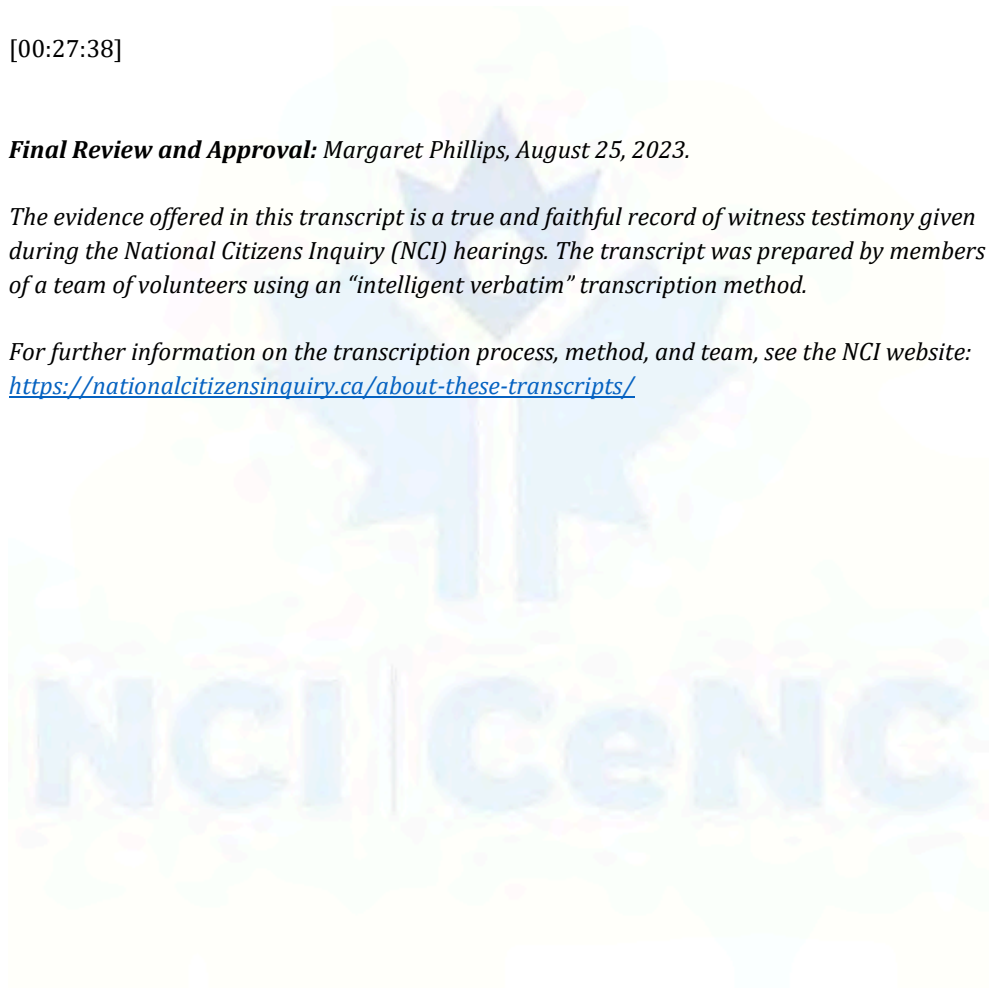 [00:27:38]
Final Review and Approval: Margaret Phillips, August 25, 2023.
The evidence offered in this transcript is a true and faithful record of witness testimony given
during the National Citizens Inquiry (NCI) hearings. The transcript was prepared by members
of a team of volunteers using an “intelligent verbatim” transcription method.
For further information on the transcription process, method, and team, see the NCI website:
https://nationalcitizensinquiry.ca/about-these-transcripts/
NCI | CeNC